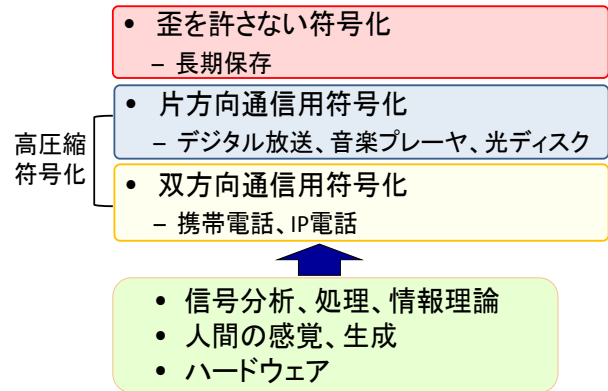 • 歪を許さない符号化
– 長期保存
高圧縮
符号化
• 片方向通信用符号化
– デジタル放送、音楽プレーヤ、光ディスク
• 双方向通信用符号化
– 携帯電話、IP電話
• 信号分析、処理、情報理論
• 人間の感覚、生成
• ハードウェア